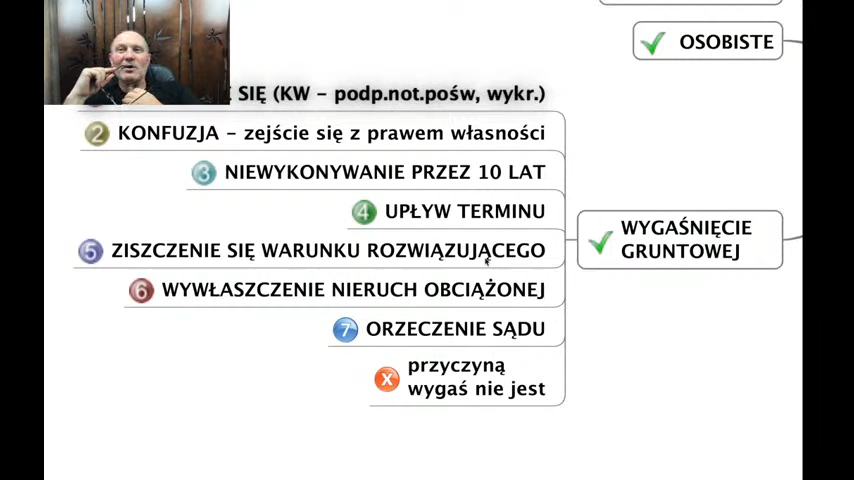 OSOBISTE
SIĘ (KW – podp.not.pośw, wykr.)
2 KONFUZJA – zejście się z prawem własności
3 NIEWYKONYWANIE PRZEZ 10 LAT
4 UPŁYW TERMINU
5 ZISZCZENIE SIĘ WARUNKU ROZWIĄZUJĄCEGO
6 WYWŁASZCZENIE NIERUCH OBCIĄŻONEJ
7 ORZECZENIE SĄDU
X przyczyną
wygaś nie jest
WYGAŚNIĘCIE
GRUNTOWEJ